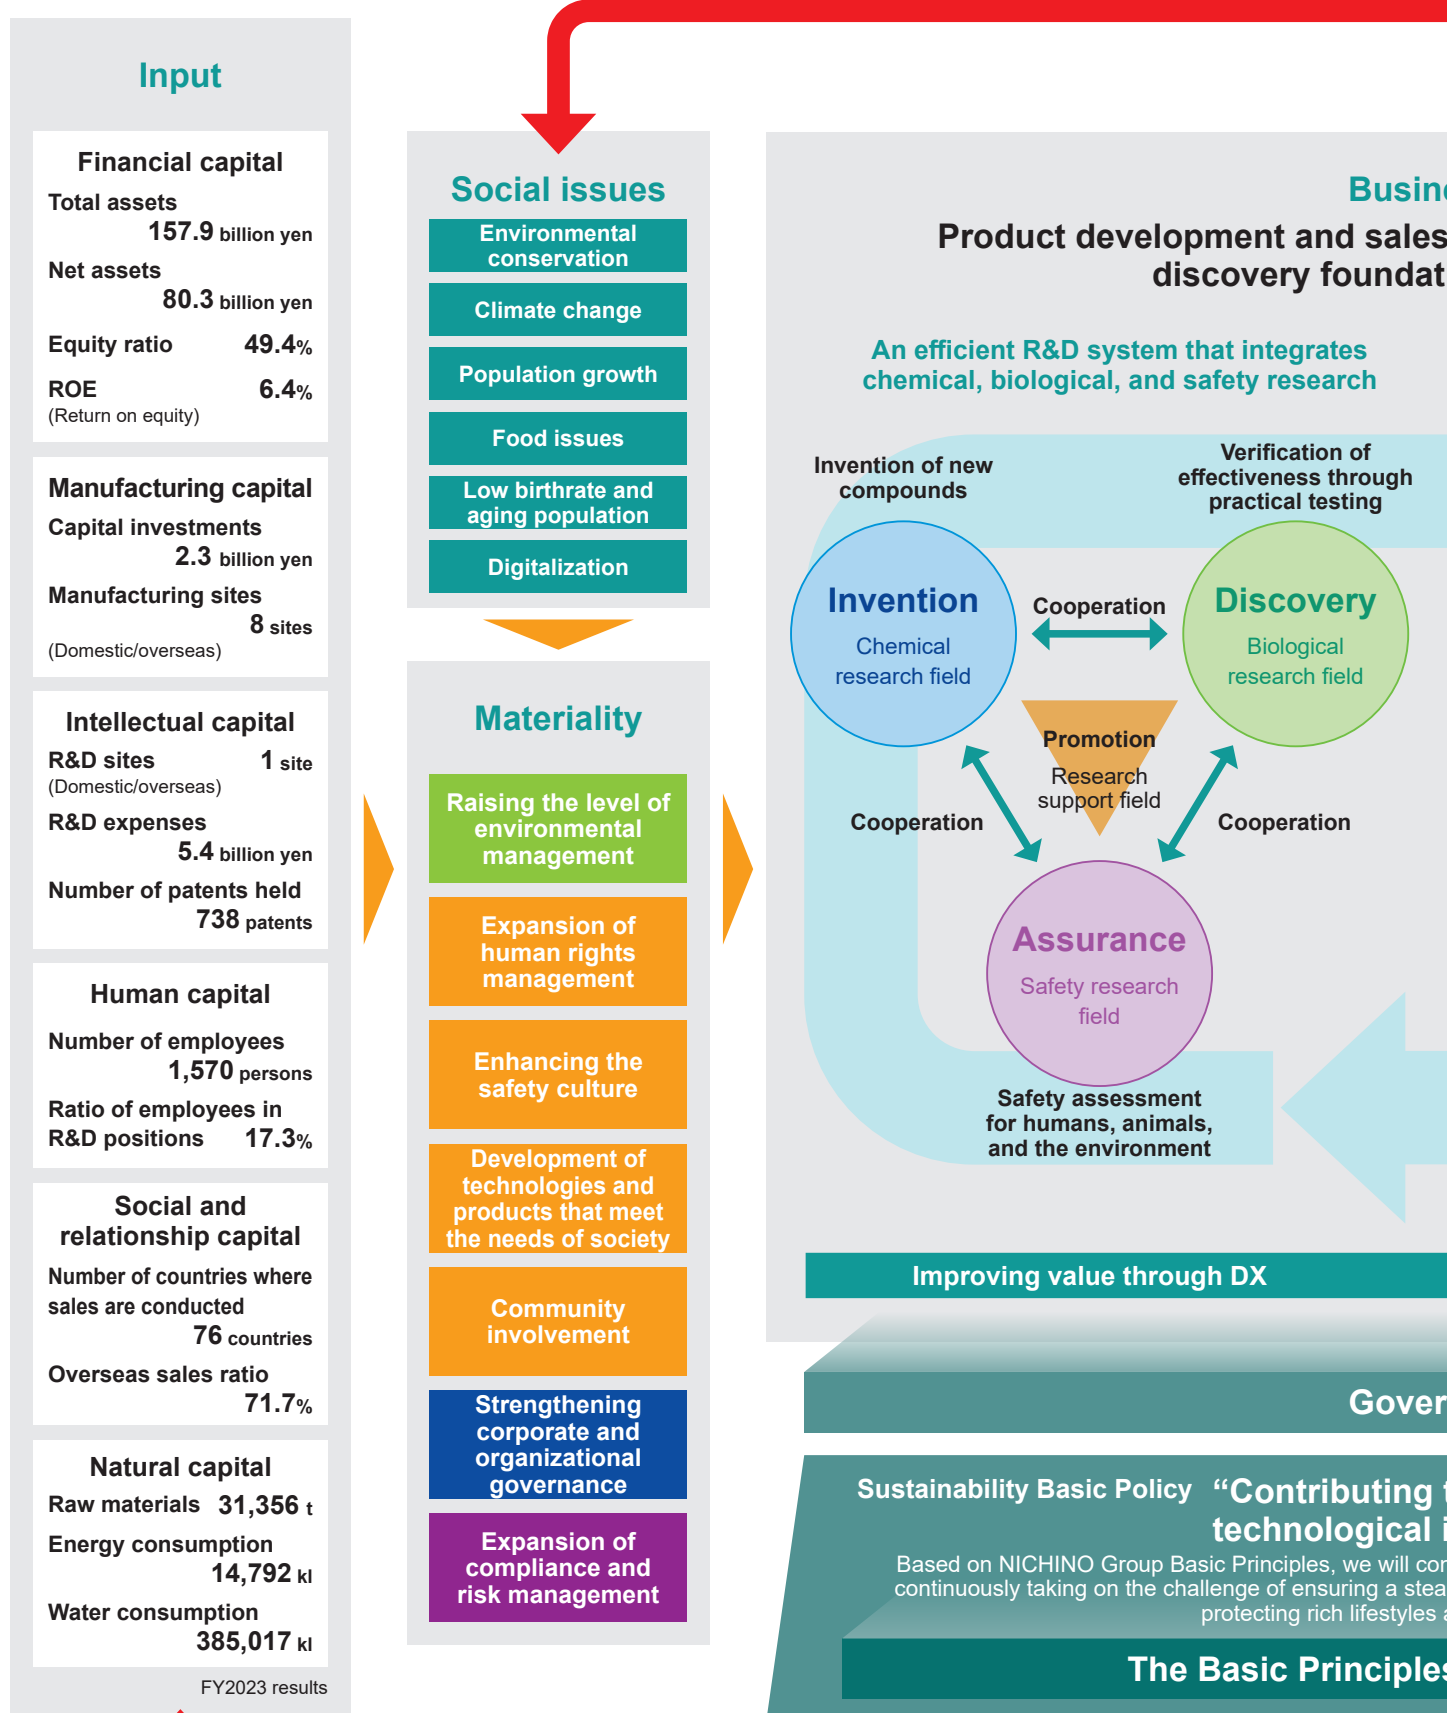 Input
Financial capital
Total assets
157.9 billion yen
Net assets
80.3 billion yen
Equity ratio 49.4%
ROE 6.4%
(Return on equity)
Manufacturing capital
Capital investments
2.3 billion yen
Manufacturing sites
8 sites
(Domestic/overseas)
Intellectual capital
R&D sites 1 site
(Domestic/overseas)
R&D expenses
5.4 billion yen
Number of patents held
738 patents
Human capital
Number of employees
1,570 persons
Ratio of employees in
R&D positions 17.3%
Social and
relationship capital
Number of countries where
sales are conducted
76 countries
Overseas sales ratio
71.7%
Natural capital
Raw materials 31,356 t
Energy consumption
14,792 kl
Water consumption
385,017 kl
FY2023 results
Social issues
Environmental
conservation
Climate change
Population growth
Food issues
Low birthrate and
aging population
Digitalization
Materiality
Raising the level of
environmental
management
Expansion of
human rights
management
Enhancing the
safety culture
Development of
technologies and
products that meet
the needs of society
Community
involvement
Strengthening
corporate and
organizational
governance
Expansion of
compliance and
risk management
Product development and sales
discovery
An efficient R&D system that integrates
chemical, biological, and safety research
Invention of new
compounds
Verification of
effectiveness through
practical testing
Invention
Chemical
research field
Cooperation
Discovery
Biological
research field
Promotion
Research
support field
Cooperation
Cooperation
Assurance
Safety research
field
Safety assessment
for humans, animals,
and the environment
Improving value through DX
Sustainability Basic Policy “Contributing
technological
Based on NICHINO Group Basic Principles, we will
continuously taking on the challenge of ensuring a
protecting rich lifestyles
The Basic Principles